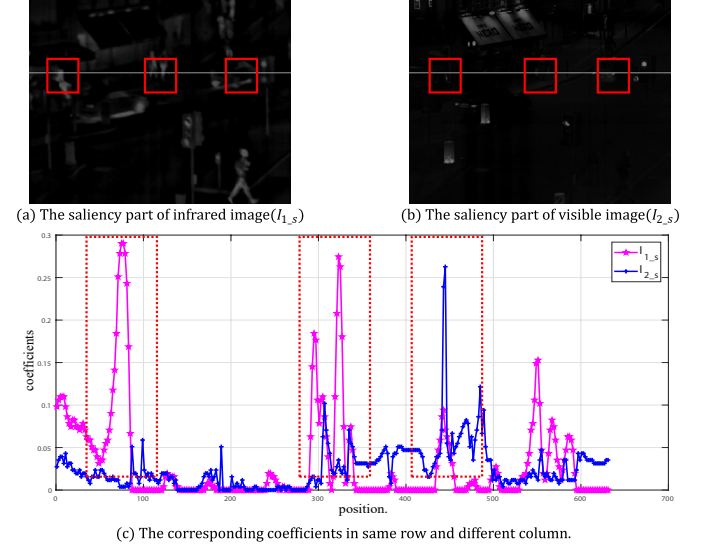 (a) The saliency part of infrared image(I1_s)
(b) The saliency part of visible image(I2_s)
0.3
0.25
0.2
0.15
0.1
0.05
0
coefficients
I1_s
I2_s
0 100 200 300 400 500 600 700
position.
(c) The corresponding coefficients in same row and different column.